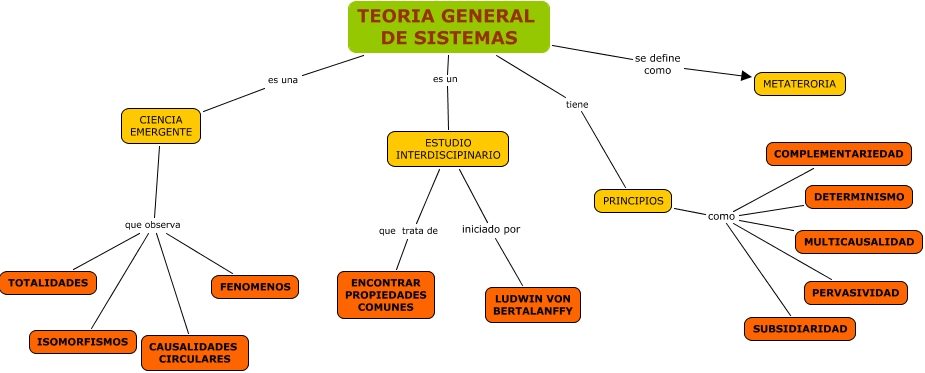 TEORIA GENERAL
DE SISTEMAS
es una
es un
se define
como
tiene
METATERORIA
CIENCIA
EMERGENTE
ESTUDIO
INTERDISCIPINARIO
PRINCIPIOS
como
COMPLEMENTARIEDAD
DETERMINISMO
MULTICAUSALIDAD
PERVASIVIDAD
SUBSIDIARIDAD
que observa
que trata de
iniciado por
TOTALIDADES
FENOMENOS
ISOMORFISMOS
CAUSALIDADES
CIRCULARES
ENCONTRAR
PROPIEDADES
COMUNES
LUDWIN VON
BERTALANFFY